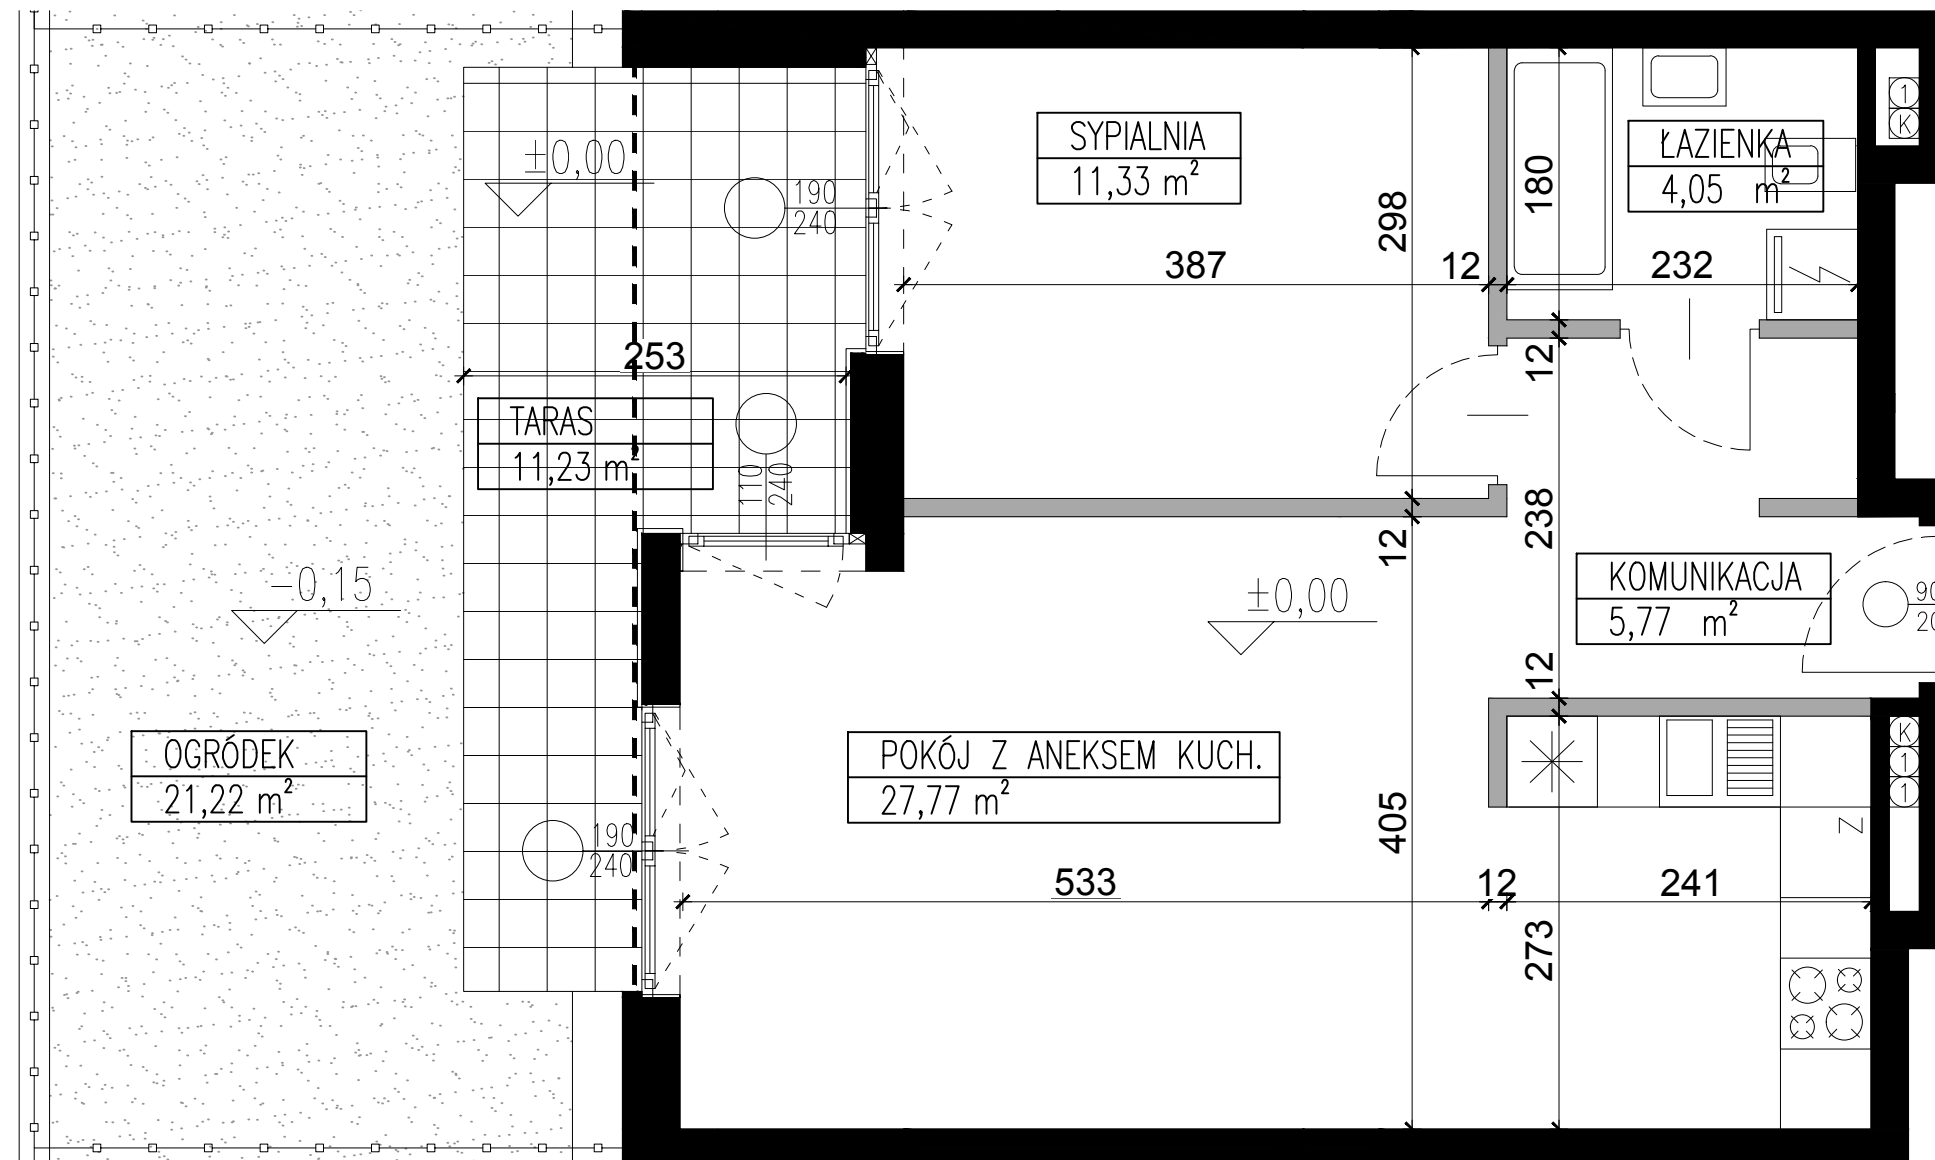 ±0,00
190
240
SYPIALNIA
11,33 m²
298
387
12
180
ŁAZIENKA
4,05 m²
232
1
K
253
12
TARAS
11,23 m²
110
240
12
238
-0,15
±0,00
KOMUNIKACJA
5,77 m²
90
12
OGRÓDEK
21,22 m²
190
240
POKÓJ Z ANEKSEM KUCH.
27,77 m²
405
K
1
1
Z
533
12
241
273